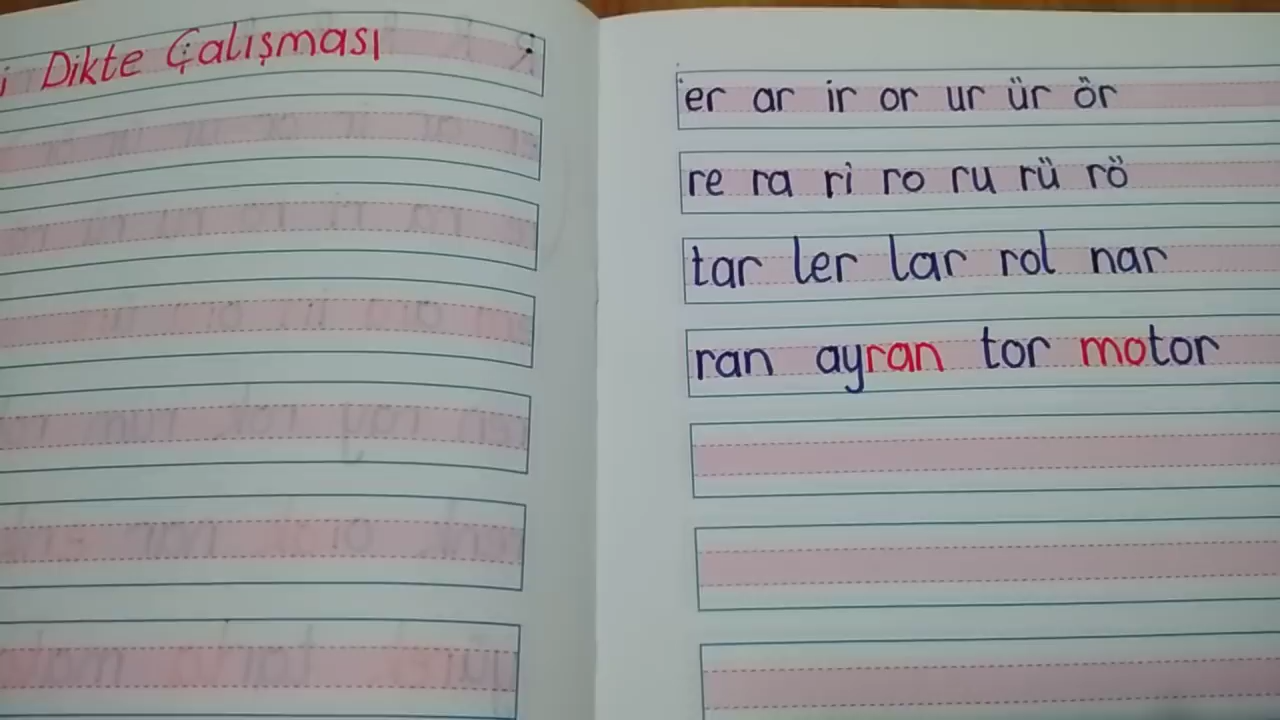 Dikte Çalışması
er ar ir or ur ür ör
re ra ri ro ru rü rö
tar ler lar rol nar
ran ayran tor motor